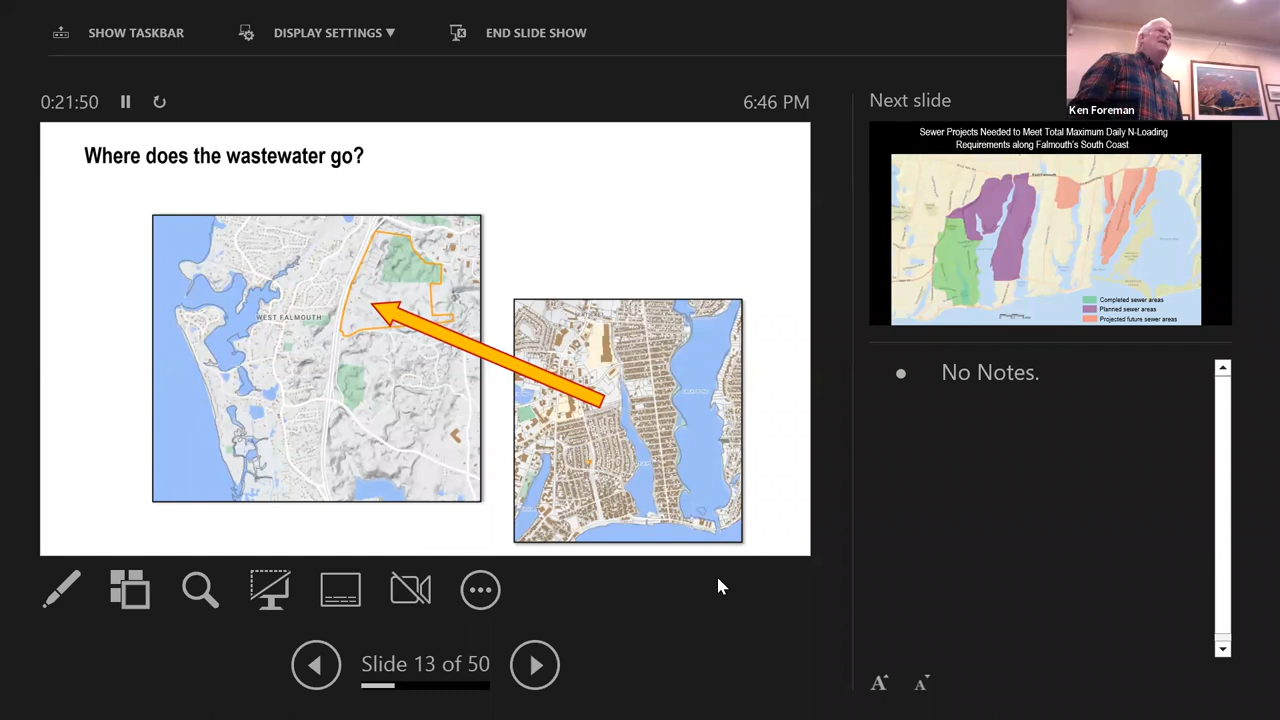 SHOW TASKBAR
DISPLAY SETTINGS ▼
END SLIDE SHOW
Ken Foreman
0:21:50
6:46 PM
Next slide
Where does the wastewater go?
WEST FALMOUTH
Sewer Projects Needed to Meet Total Maximum Daily N-Loading
Requirements along Falmouth's South Coast
Completed sewer areas
Planned sewer areas
Projected future sewer areas
No Notes.
Slide 13 of 50
A A